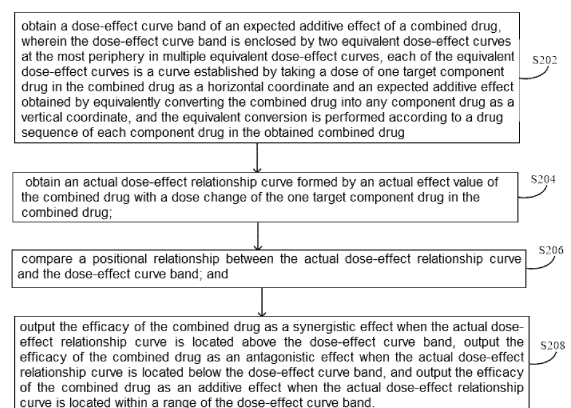 obtain a dose-effect curve band of an expected additive effect of a combined drug,
wherein the dose-effect curve band is enclosed by two equivalent dose-effect curves
at the most periphery in multiple equivalent dose-effect curves, each of the equivalent
dose-effect curves is a curve established by taking a dose of one target component
drug in the combined drug as a horizontal coordinate and an expected additive effect
obtained by equivalently converting the combined drug into any component drug as a
vertical coordinate, and the equivalent conversion is performed according to a drug
sequence of each component drug in the obtained combined drug
S202
obtain an actual dose-effect relationship curve formed by an actual effect value of
the combined drug with a dose change of the one target component drug in the
combined drug;
S204
compare a positional relationship between the actual dose-effect relationship curve
and the dose-effect curve band; and
S206
output the efficacy of the combined drug as a synergistic effect when the actual dose-
effect relationship curve is located above the dose-effect curve band, output the
efficacy of the combined drug as an antagonistic effect when the actual dose-effect
relationship curve is located below the dose-effect curve band, and output the efficacy
of the combined drug as an additive effect when the actual dose-effect relationship
curve is located within a range of the dose-effect curve band.
S208